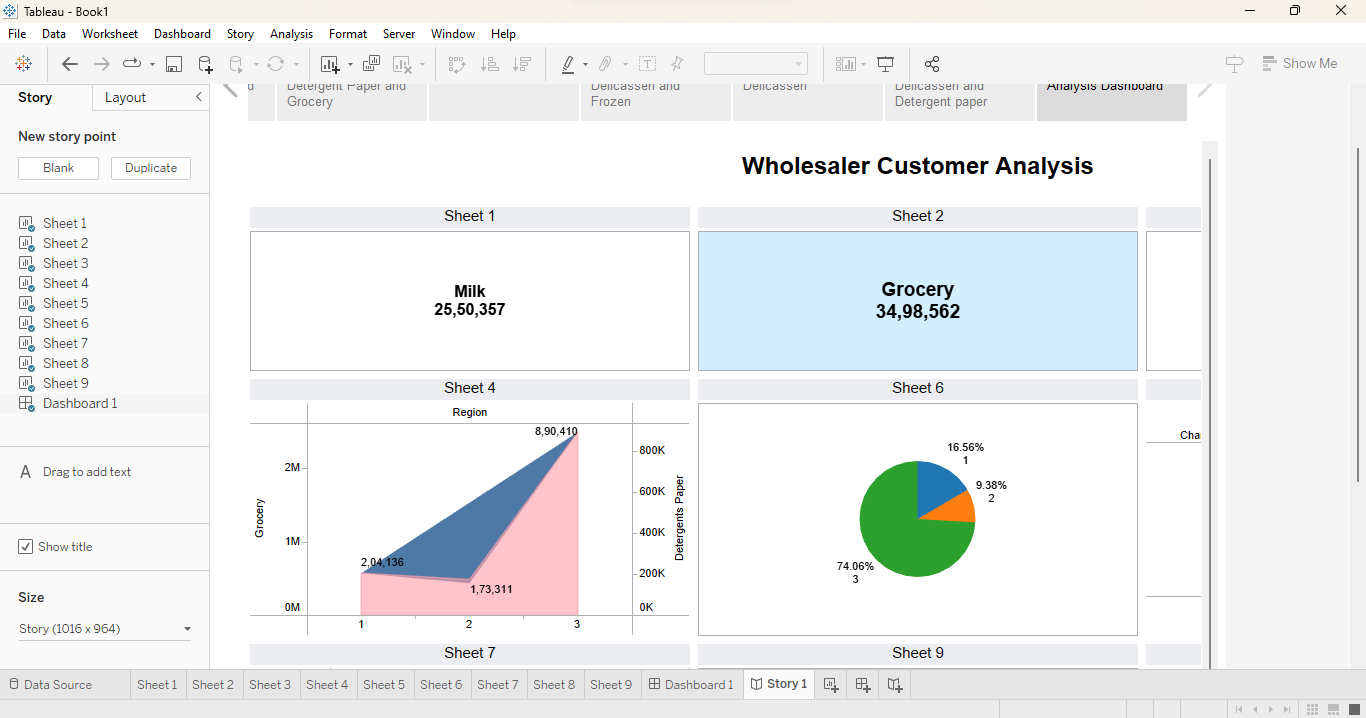 Tableau - Book1
File Data Worksheet Dashboard Story Analysis Format Server Window Help
Show Me
Story Layout
New story point
Blank Duplicate
Sheet 1
Sheet 2
Sheet 3
Sheet 4
Sheet 5
Sheet 6
Sheet 7
Sheet 8
Sheet 9
Dashboard 1
A Drag to add text
Show title
Size
Story (1016 x 964)
Detergent Paper and
Grocery
Delicassen and
Frozen
Delicassen
Delicassen and
Detergent paper
Analysis Dashboard
Wholesaler Customer Analysis
Sheet 1
Milk
25,50,357
Sheet 2
Grocery
34,98,562
Sheet 4
Region
Grocery
2M
1M
0M
8,90,410
2,04,136
1,73,311
1 2 3
800K
600K
400K
200K
0K
Detergents Paper
Sheet 6
16.56%
1
9.38%
2
74.06%
3
Cha
Sheet 7
Sheet 9
Data Source Sheet 1 Sheet 2 Sheet 3 Sheet 4 Sheet 5 Sheet 6 Sheet 7 Sheet 8 Sheet 9 Dashboard 1 Story 1